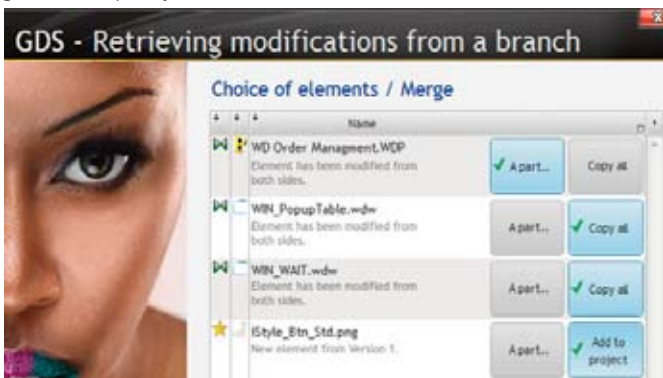 GDS - Retrieving modifications from a branch
Choice of elements / Merge
Name
WD Order Managment.WDP
Element has been modified from
both sides.
A part...
Copy all
WIN_PopupTable.wdw
Element has been modified from
both sides.
A part...
Copy all
WIN_WAIT.wdw
Element has been modified from
both sides.
A part...
Copy all
IStyle_Btn_Std.png
New element from Version 1.
A part...
Add to
project